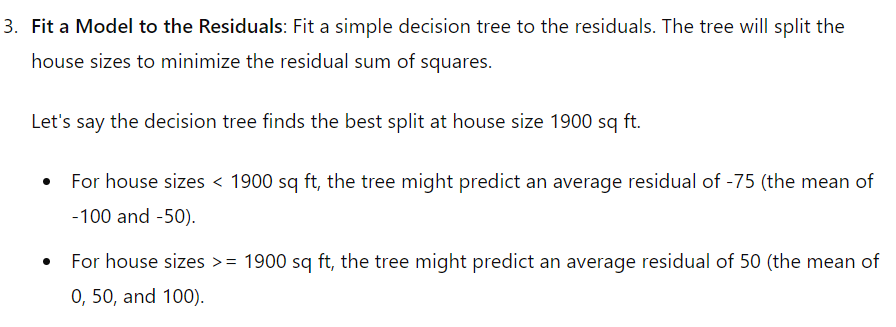 3. Fit a Model to the Residuals: Fit a simple decision tree to the residuals. The tree will split the
house sizes to minimize the residual sum of squares.
Let's say the decision tree finds the best split at house size 1900 sq ft.
• For house sizes < 1900 sq ft, the tree might predict an average residual of -75 (the mean of
-100 and -50).
• For house sizes >= 1900 sq ft, the tree might predict an average residual of 50 (the mean of
0, 50, and 100).